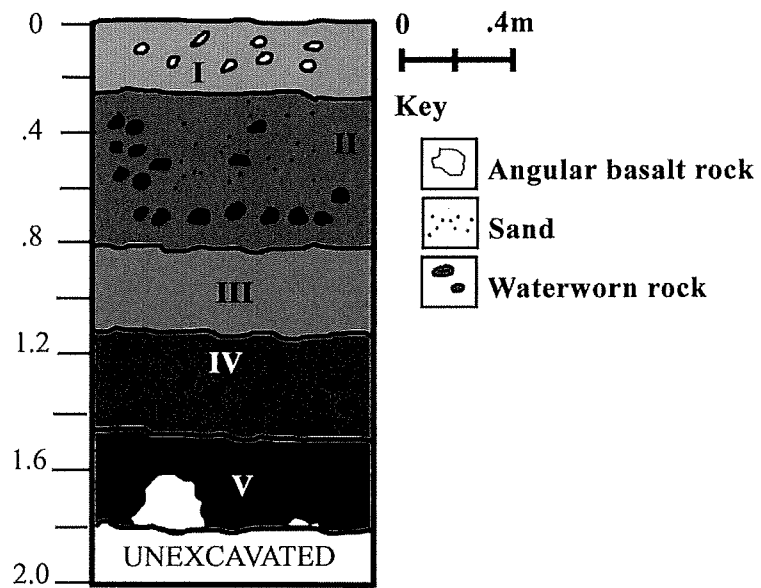 0
.4
.8
1.2
1.6
2.0
I
II
III
IV
V
UNEXCAVATED
0 .4m
Key
Angular basalt rock
Sand
Waterworn rock